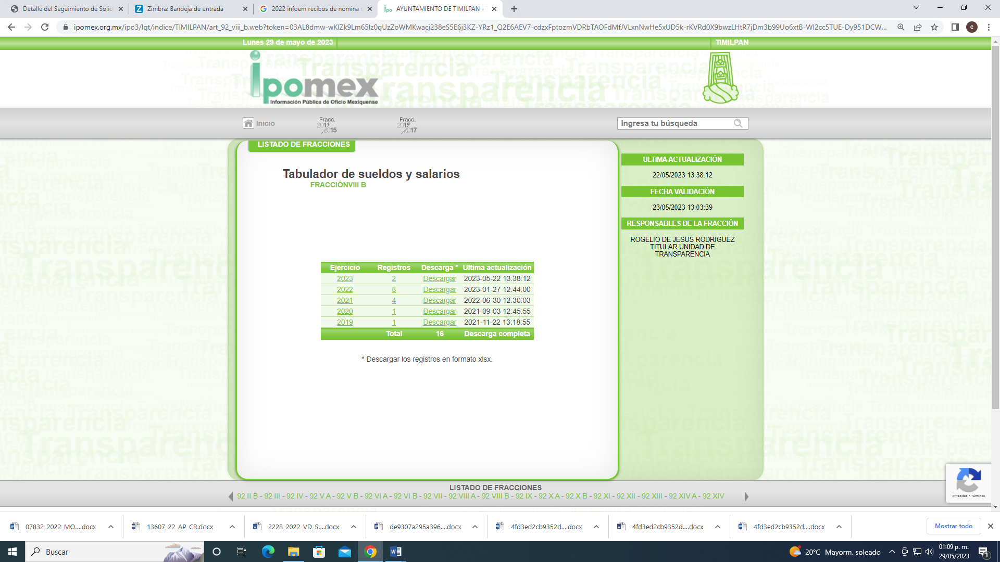 Detalle del Seguimiento de Solici
Zimbra: Bandeja de entrada
2022 infoem recibos de nomina s
AYUNTAMIENTO DE TIMILPAN -
ipomex.org.mx/ipo3/lgt/indice/TIMILPAN/art_92_viii_b.web?token=03AL8dmw-wKlZk9Lm65lz0gUzZoWMKwacj238eS5E6j3KZ-YRz1_Q2E6AEV7-cdzxFptozmVDRbTAOFdMfJVLxnNwHe5xUD5k-rKVRd0X9bwzLHtR7jDm3b99Uo6xtB-Wl2cc5TUE-Dy951DCW...
e
Lunes 29 de mayo de 2023
TIMILPAN
ipomex
Información Pública de Oficio Mexiquense
Transparencia
Inicio
Fracc.
2011
2015
Fracc.
2015
2017
Ingresa tu búsqueda
LISTADO DE FRACCIONES
Tabulador de sueldos y salarios
FRACCIÓNVIII B
ULTIMA ACTUALIZACIÓN
22/05/2023 13:38:12
FECHA VALIDACIÓN
23/05/2023 13:03:39
RESPONSABLES DE LA FRACCIÓN
ROGELIO DE JESUS RODRIGUEZ
TITULAR UNIDAD DE
TRANSPARENCIA
Ejercicio Registros Descarga * Ultima actualización
2023 2 Descargar 2023-05-22 13:38:12
2022 8 Descargar 2023-01-27 12:44:00
2021 4 Descargar 2022-06-30 12:30:03
2020 1 Descargar 2021-09-03 12:45:55
2019 1 Descargar 2021-11-22 13:18:55
Total 16 Descarga completa
* Descargar los registros en formato xlsx.
Privacidad - Términos
LISTADO DE FRACCIONES
92 II B - 92 III - 92 IV - 92 V A - 92 V B - 92 VI A - 92 VI B - 92 VII - 92 VIII A - 92 VIII B - 92 IX - 92 X A - 92 X B - 92 XI - 92 XII - 92 XIII - 92 XIV A - 92 XIV
07832_2022_MO....docx
13607_22_AP_CR.docx
2228_2022_VD_S....docx
de9307a295a396....docx
4fd3ed2cb9352d....docx
4fd3ed2cb9352d....docx
4fd3ed2cb9352d....docx
Mostrar todo
Buscar
20°C Mayorm. soleado
01:09 p. m.
29/05/2023
1